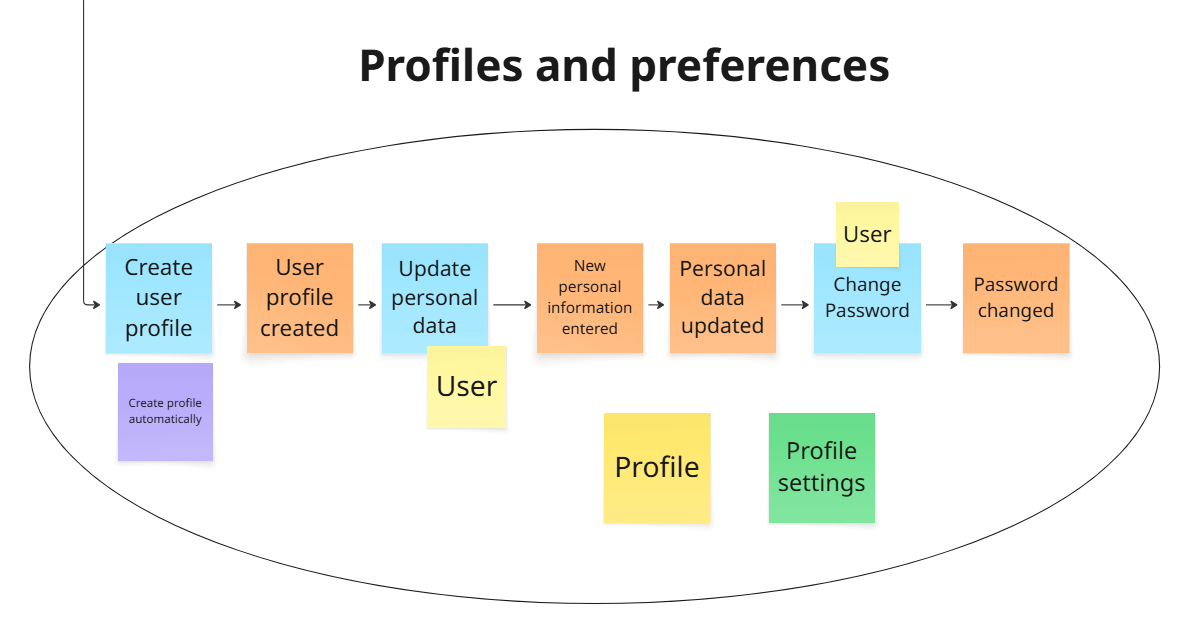 Profiles and preferences
User
Create
user
profile
User
profile
created
Update
personal
data
New
personal
information
entered
Personal
data
updated
Change
Password
Password
changed
Create profile
automatically
User
Profile
Profile
settings